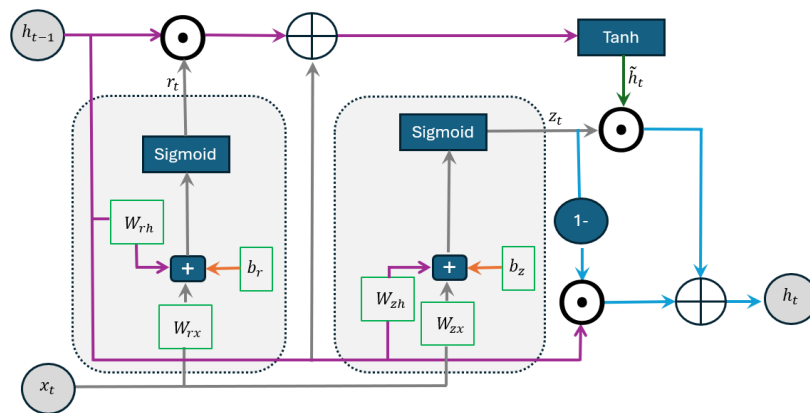 h_{t−1}
Tanh
r_t
h̃_t
Sigmoid
Sigmoid
z_t
W_{rh}
1-
+
b_r
+
b_z
W_{zh}
W_{rx}
W_{zx}
h_t
x_t